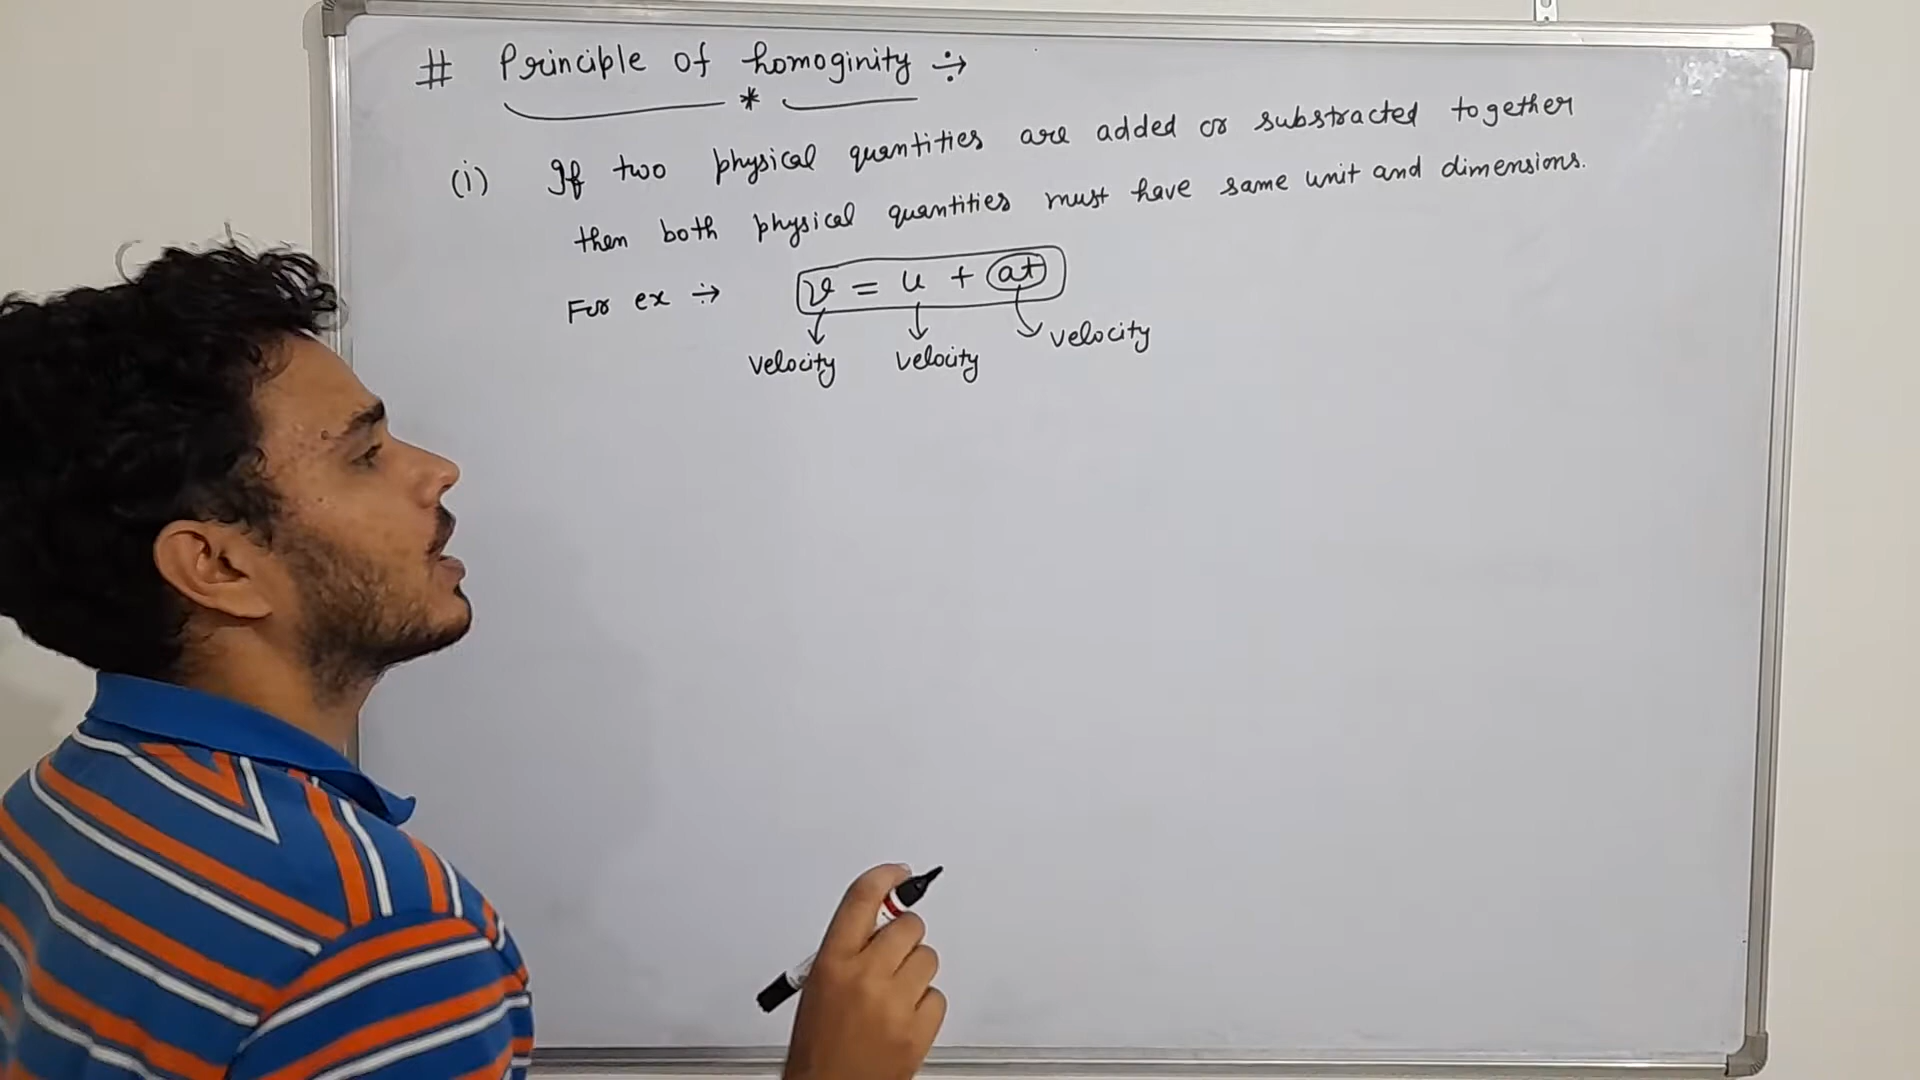 # Principle of homoginity ÷
*
(i) If two physical quantities are added or substracted together
then both physical quantities must have same unit and dimensions.
For ex ÷ v = u + at
velocity velocity velocity